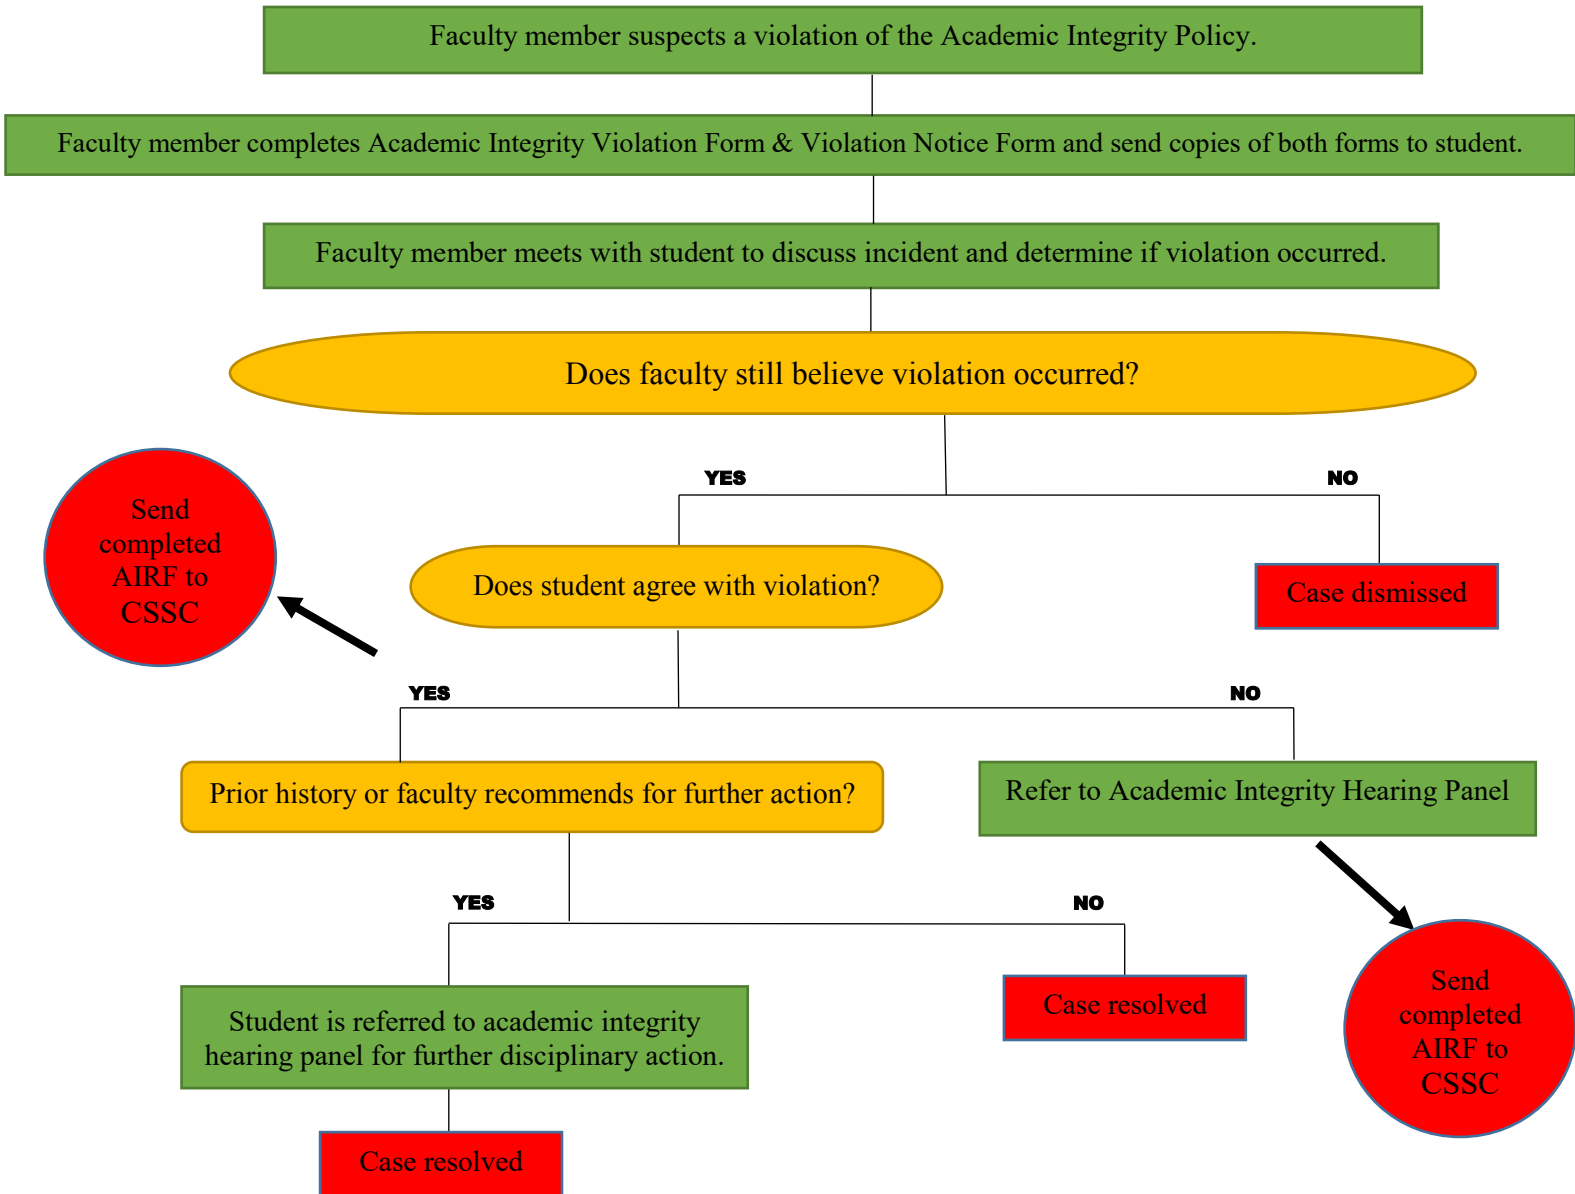 Faculty member suspects a violation of the Academic Integrity Policy.
Faculty member completes Academic Integrity Violation Form & Violation Notice Form and send copies of both forms to student.
Faculty member meets with student to discuss incident and determine if violation occurred.
Does faculty still believe violation occurred?
YES
NO
Send
completed
AIRF to
CSSC
Does student agree with violation?
Case dismissed
YES
NO
Prior history or faculty recommends for further action?
Refer to Academic Integrity Hearing Panel
YES
NO
Student is referred to academic integrity
hearing panel for further disciplinary action.
Case resolved
Send
completed
AIRF to
CSSC
Case resolved